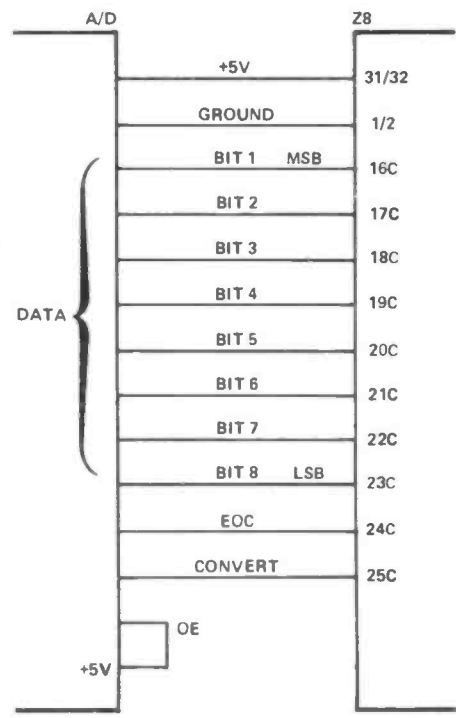 A/D Z8
+5V 31/32
GROUND 1/2
BIT 1 MSB 16C
BIT 2 17C
BIT 3 18C
BIT 4 19C
DATA
BIT 5 20C
BIT 6 21C
BIT 7 22C
BIT 8 LSB 23C
EOC 24C
CONVERT 25C
OE
+5V